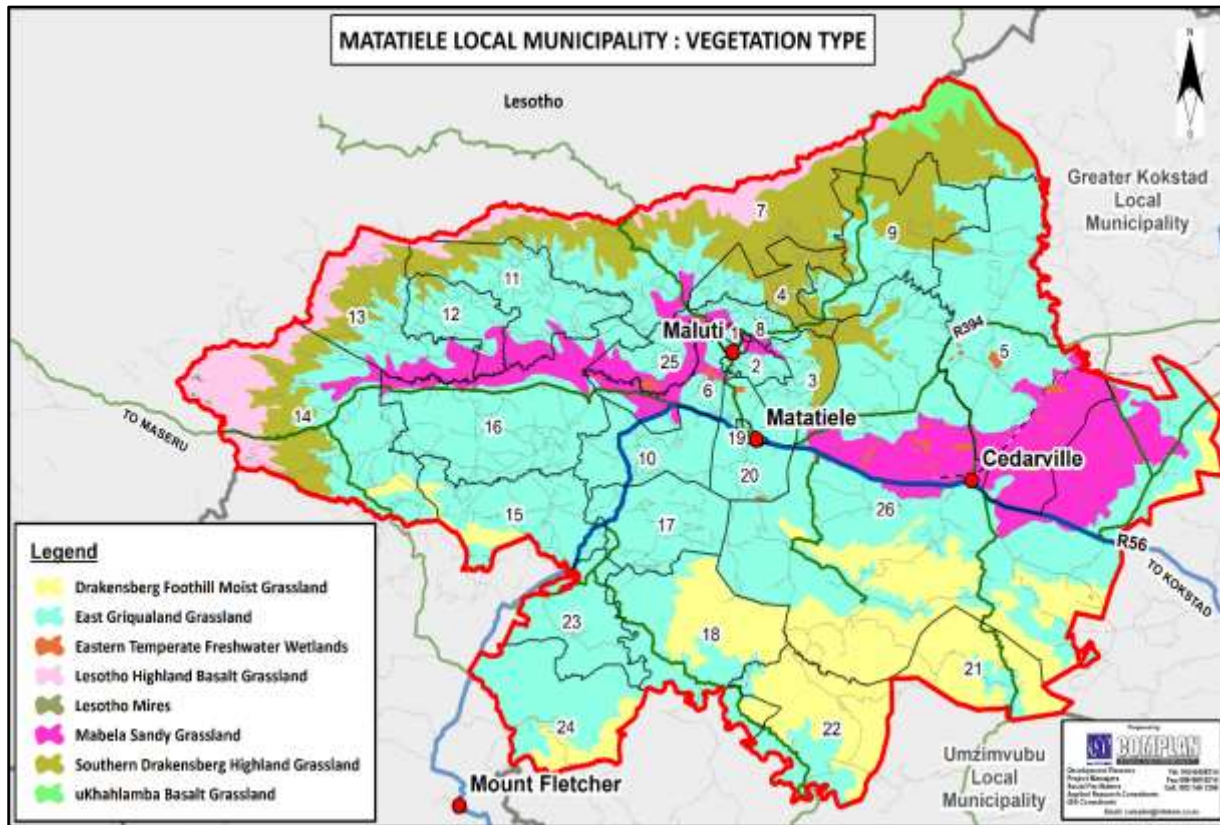 MATATIELE LOCAL MUNICIPALITY : VEGETATION TYPE
N
Lesotho
Greater Kokstad
Local
Municipality
7
9
11
4
13
12
R394
Maluti
1
8
5
25
2
6
3
14
TO MASERU
16
Matatiele
19
Cedarville
10
20
26
15
17
R56
TO KOKSTAD
23
18
21
24
22
Mount Fletcher
Umzimvubu
Local
Municipality
Legend
Drakensberg Foothill Moist Grassland
East Griqualand Grassland
Eastern Temperate Freshwater Wetlands
Lesotho Highland Basalt Grassland
Lesotho Mires
Mabela Sandy Grassland
Southern Drakensberg Highland Grassland
uKhahlamba Basalt Grassland
COMPLAN
Project Managers